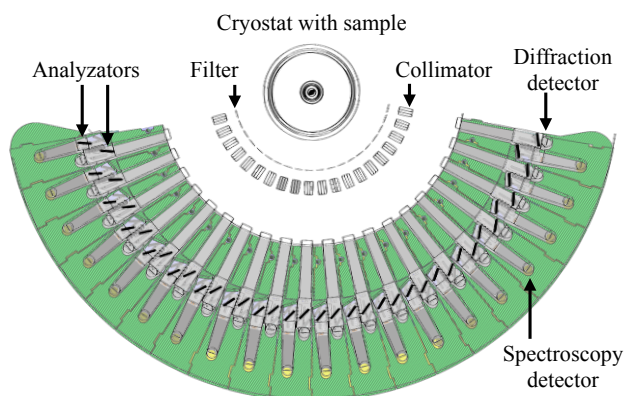 Cryostat with sample
Analyzators
Filter
Collimator
Diffraction
detector
Spectroscopy
detector